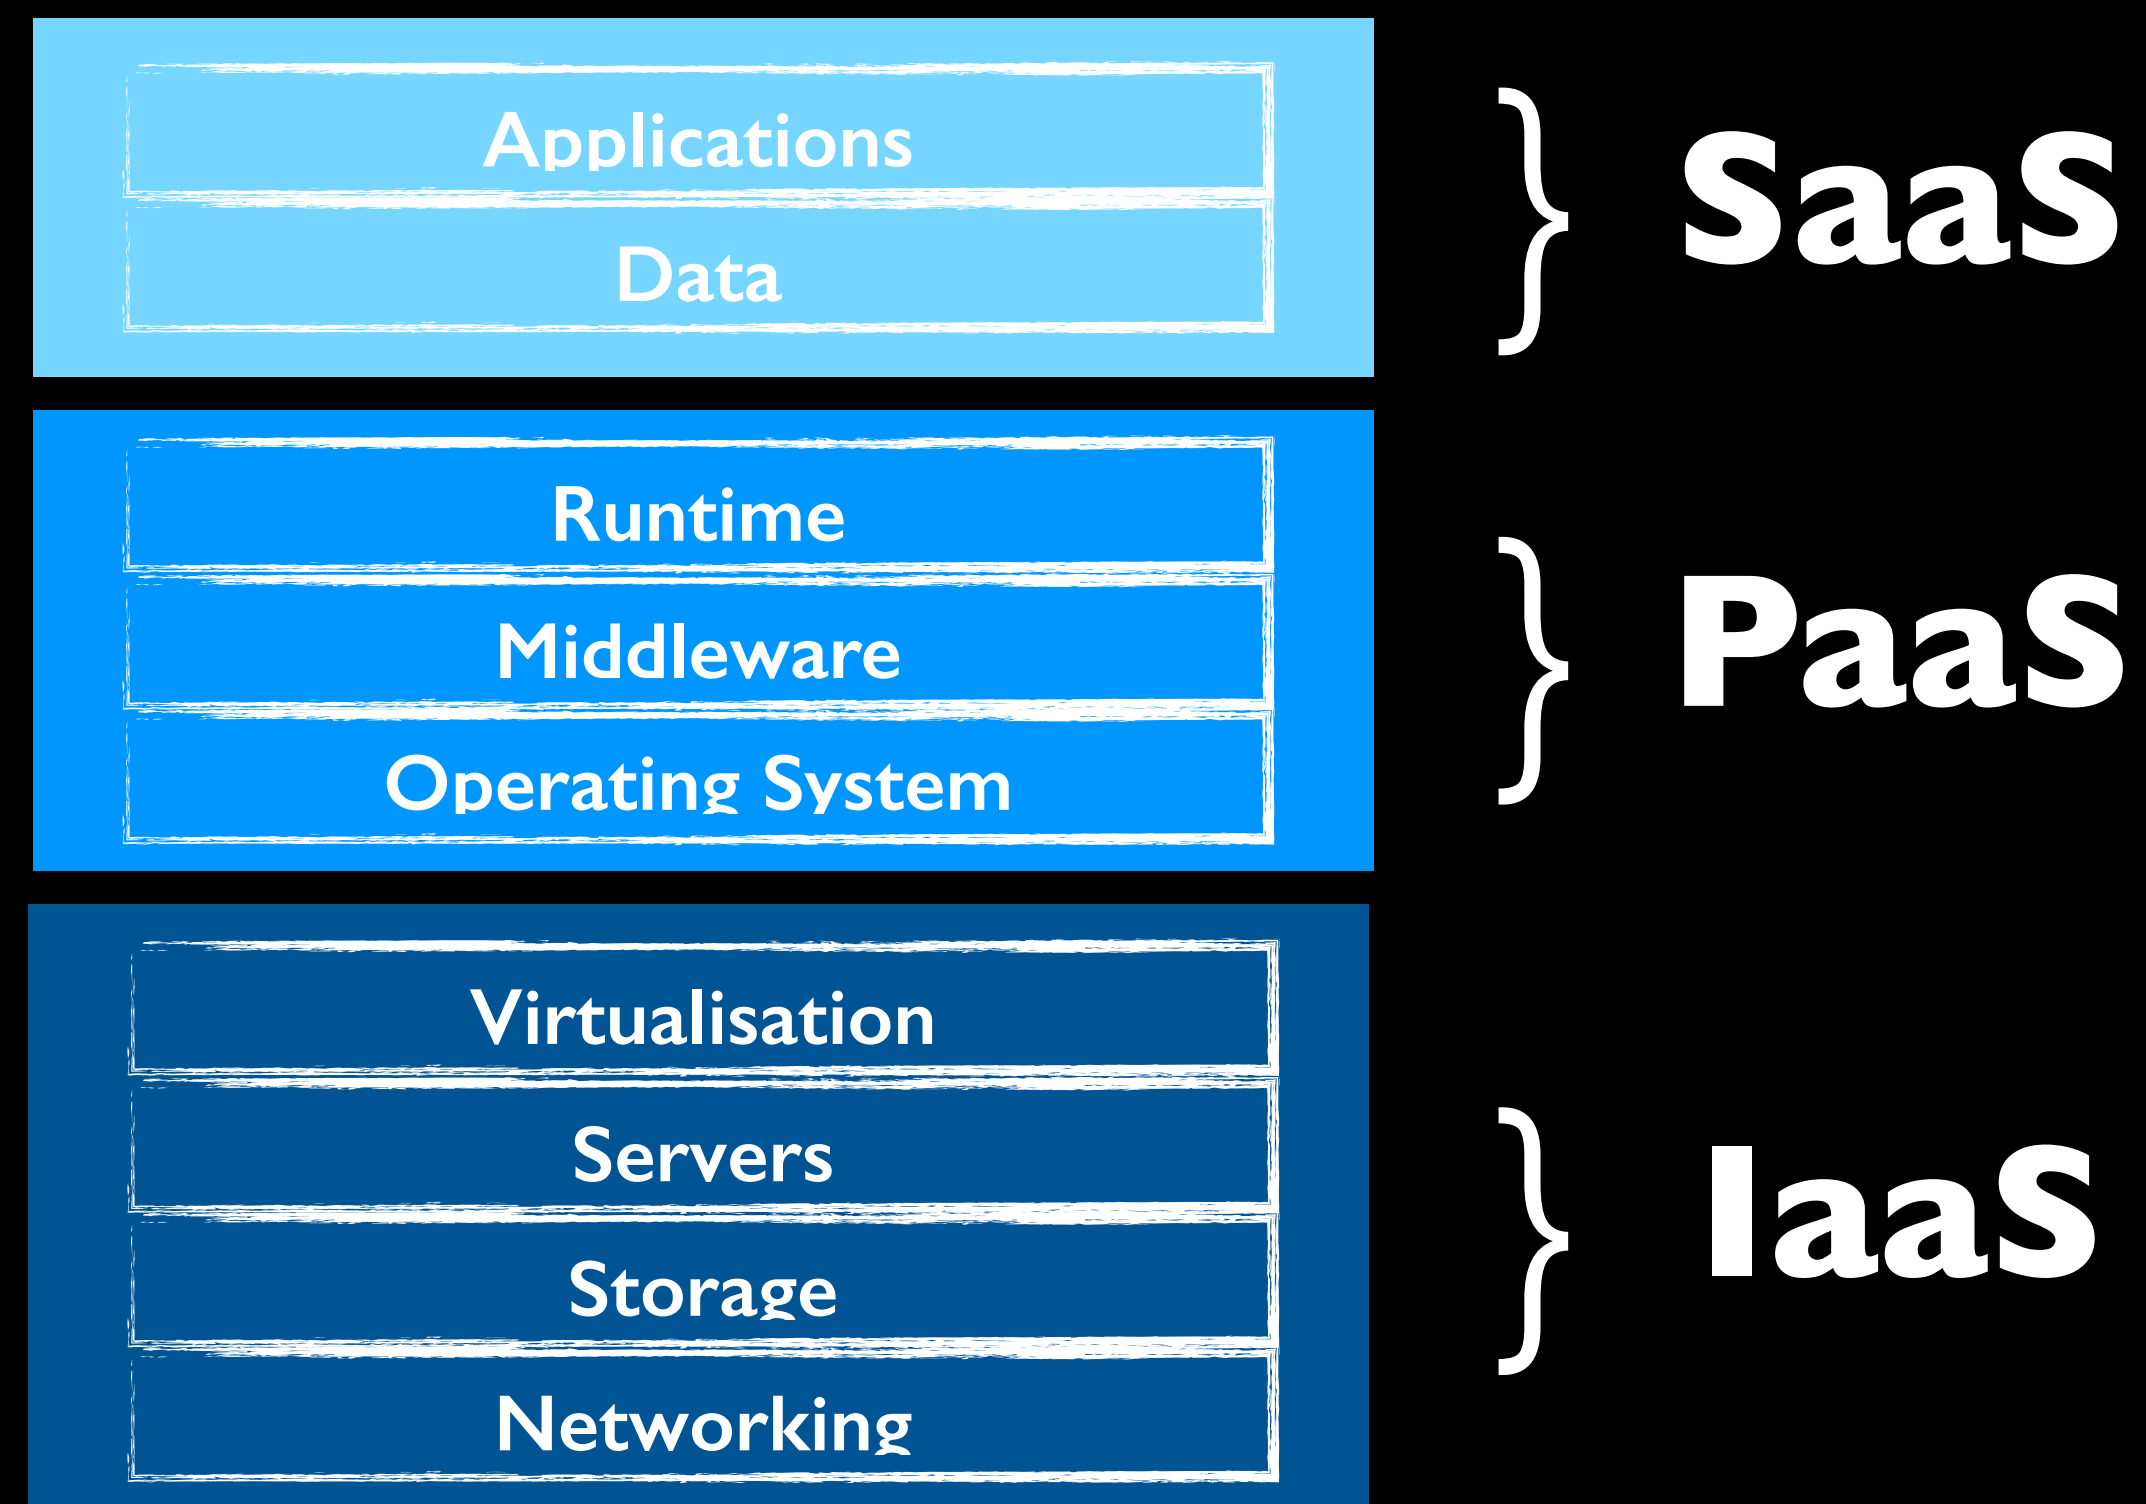 Applications
Data
SaaS
Runtime
Middleware
Operating System
PaaS
Virtualisation
Servers
Storage
Networking
IaaS